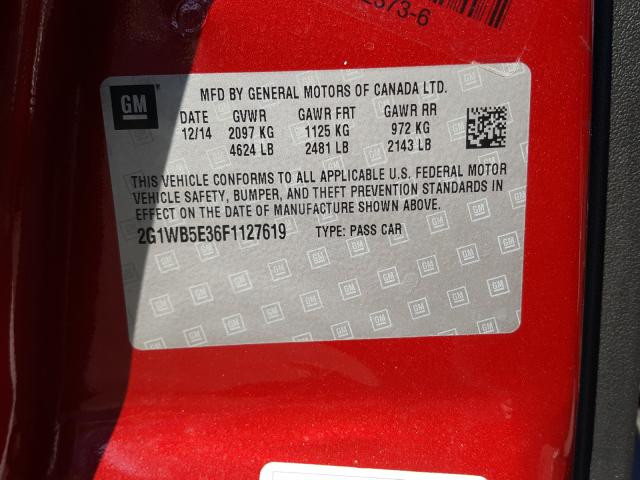 2373-6
GM
MFD BY GENERAL MOTORS OF CANADA LTD.
DATE GVWR GAWR FRT GAWR RR
12/14 2097 KG 1125 KG 972 KG
4624 LB 2481 LB 2143 LB
THIS VEHICLE CONFORMS TO ALL APPLICABLE U.S. FEDERAL MOTOR
VEHICLE SAFETY, BUMPER, AND THEFT PREVENTION STANDARDS IN
EFFECT ON THE DATE OF MANUFACTURE SHOWN ABOVE.
2G1WB5E36F1127619 TYPE: PASS CAR